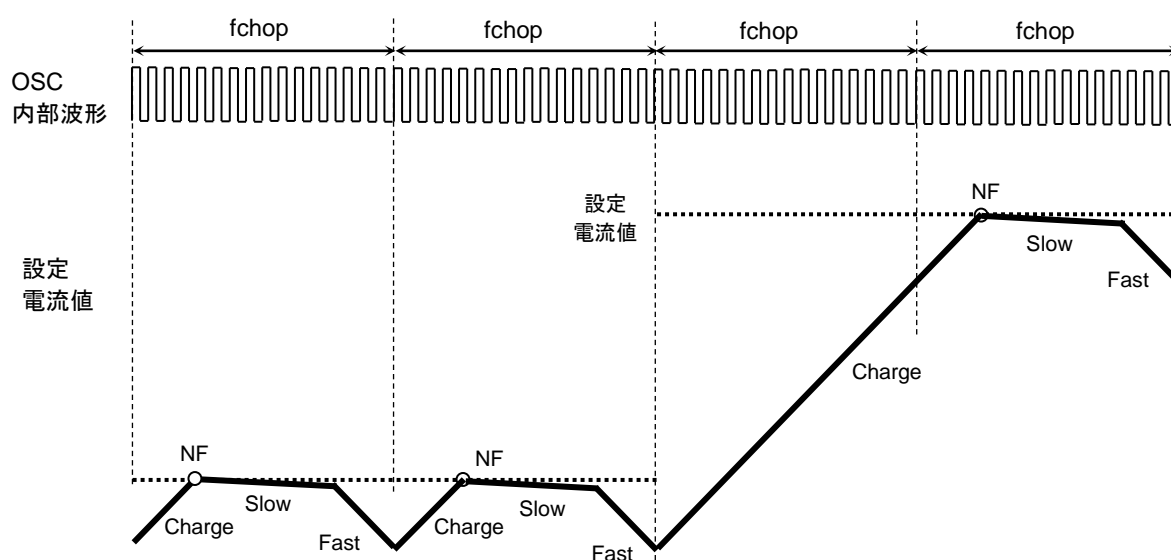 fchop
fchop
fchop
fchop
OSC
内部波形
設定
電流値
NF
Slow
Fast
設定
電流値
Charge
NF
Slow
Charge
Fast
NF
Slow
Charge
Fast